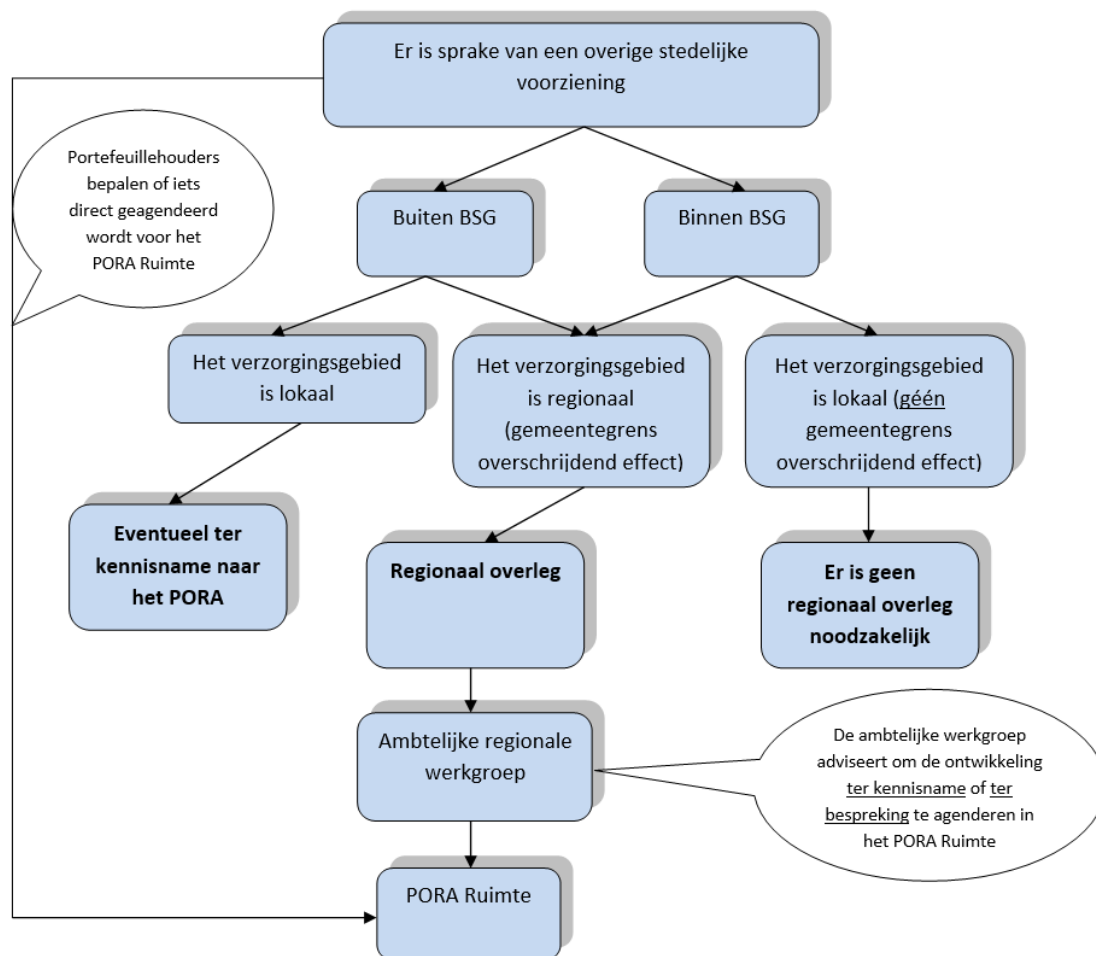 Er is sprake van een overige stedelijke
voorziening
Portefeuillehouders
bepalen of iets
direct geagendeerd
wordt voor het
PORA Ruimte
Buiten BSG
Binnen BSG
Het verzorgingsgebied
is lokaal
Het verzorgingsgebied
is regionaal
(gemeentegrens
overschrijdend effect)
Het verzorgingsgebied
is lokaal (géén
gemeentegrens
overschrijdend effect)
Eventueel ter
kennisname naar
het PORA
Regionaal overleg
Er is geen
regionaal overleg
noodzakelijk
Ambtelijke regionale
werkgroep
De ambtelijke werkgroep
adviseert om de ontwikkeling
ter kennisname of ter
bespreking te agenderen in
het PORA Ruimte
PORA Ruimte